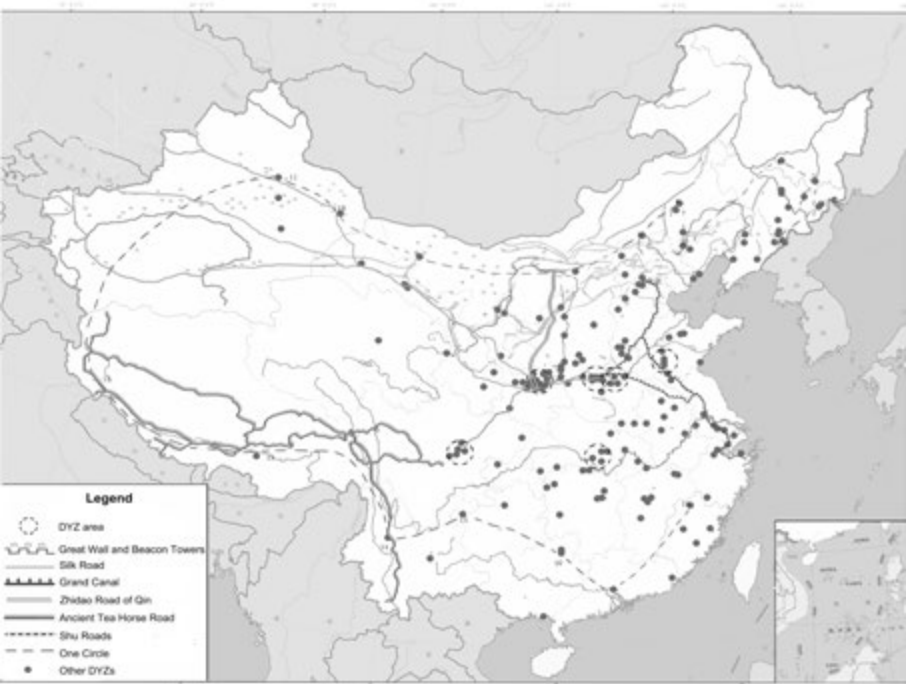 Legend
DYZ area
Great Wall and Beacon Towers
Silk Road
Grand Canal
Zhidao Road of Qin
Ancient Tea Horse Road
Shu Roads
One Circle
Other DYZs